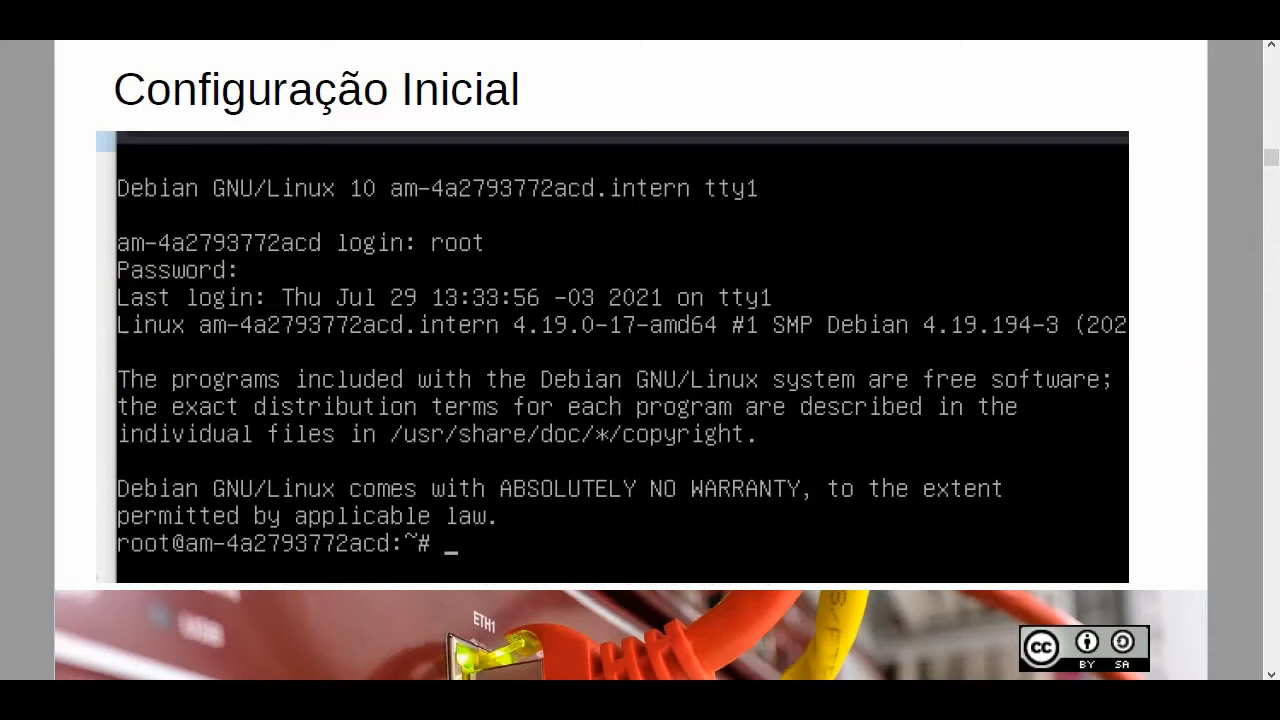 Configuração Inicial
Debian GNU/Linux 10 am-4a2793772acd.intern tty1
am-4a2793772acd login: root
Password:
Last login: Thu Jul 29 13:33:56 -03 2021 on tty1
Linux am-4a2793772acd.intern 4.19.0-17-amd64 #1 SMP Debian 4.19.194-3 (202
The programs included with the Debian GNU/Linux system are free software;
the exact distribution terms for each program are described in the
individual files in /usr/share/doc/*/copyright.
Debian GNU/Linux comes with ABSOLUTELY NO WARRANTY, to the extent
permitted by applicable law.
root@am-4a2793772acd:~# _
ETH1
cc
BY SA